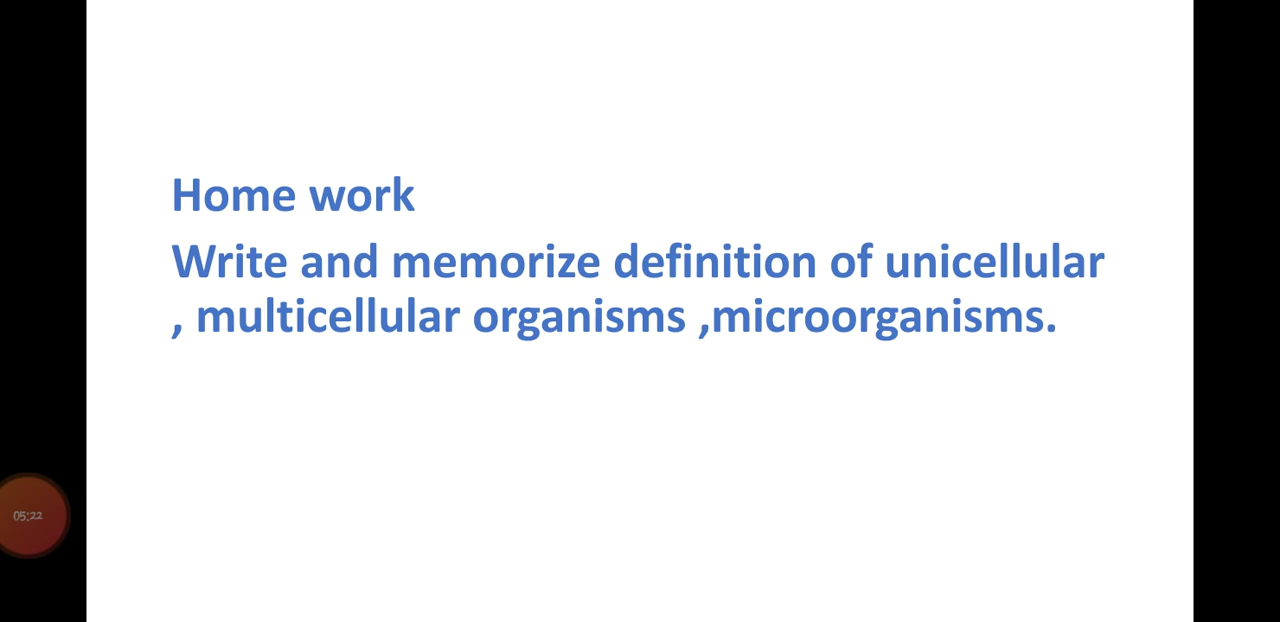 Home work
Write and memorize definition of unicellular
, multicellular organisms ,microorganisms.
05:22